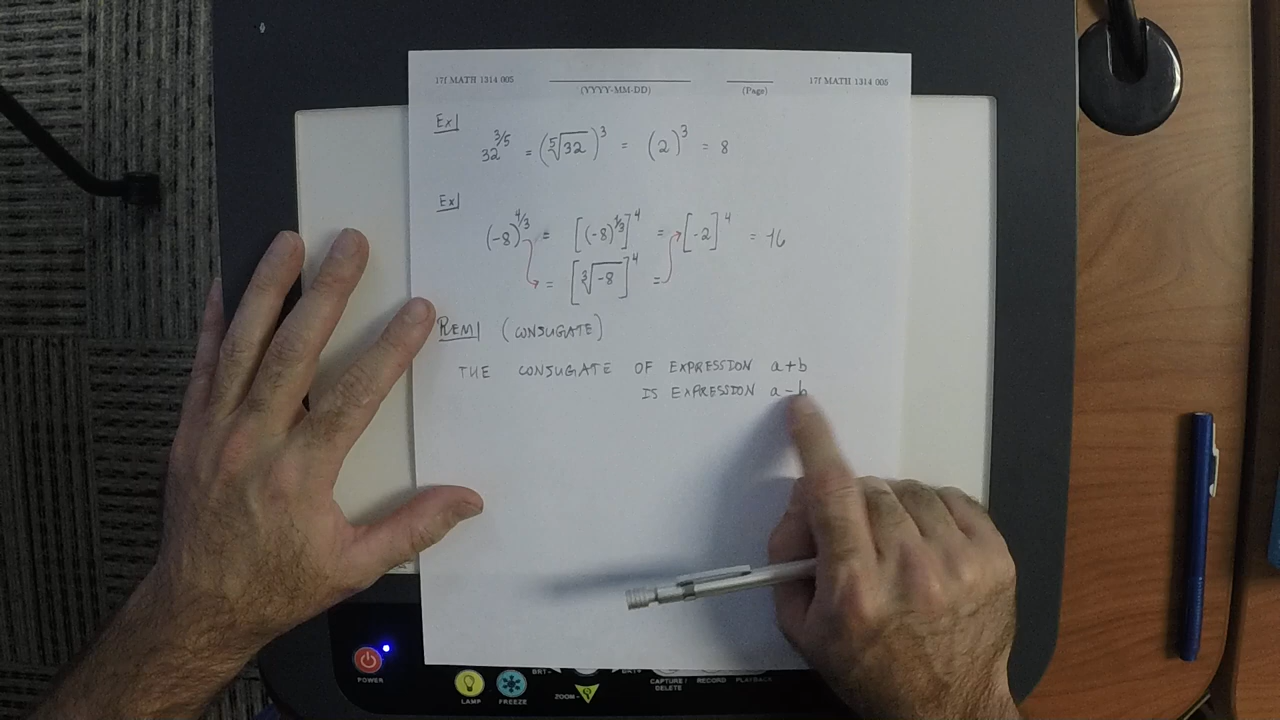 17f MATH 1314 005 (YYYY-MM-DD) (Page) 17f MATH 1314 005
Ex
32^{3/5} = (⁵√32)^3 = (2)^3 = 8
Ex
(-8)^{4/3} = [(-8)^{1/3}]^4 = [-2]^4 = 16
= [³√-8]^4 =
REM (CONJUGATE)
THE CONJUGATE OF EXPRESSION a+b
IS EXPRESSION a-b
POWER
LAMP
FREEZE
ZOOM
CAPTURE/
DELETE
RECORD
PLAYBACK